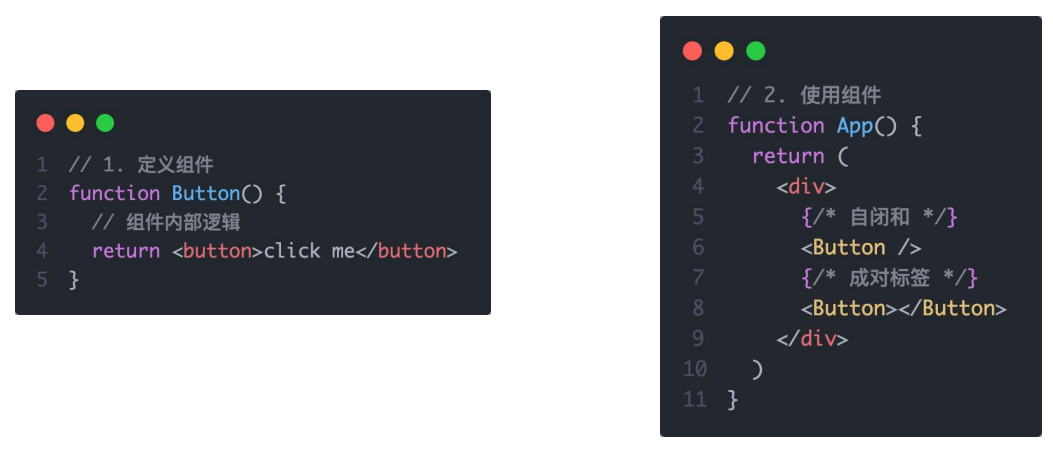 1 // 1. 定义组件
2 function Button() {
3 // 组件内部逻辑
4 return <button>click me</button>
5 }
1 // 2. 使用组件
2 function App() {
3 return (
4 <div>
5 {/* 自闭和 */}
6 <Button />
7 {/* 成对标签 */}
8 <Button></Button>
9 </div>
10 )
11 }